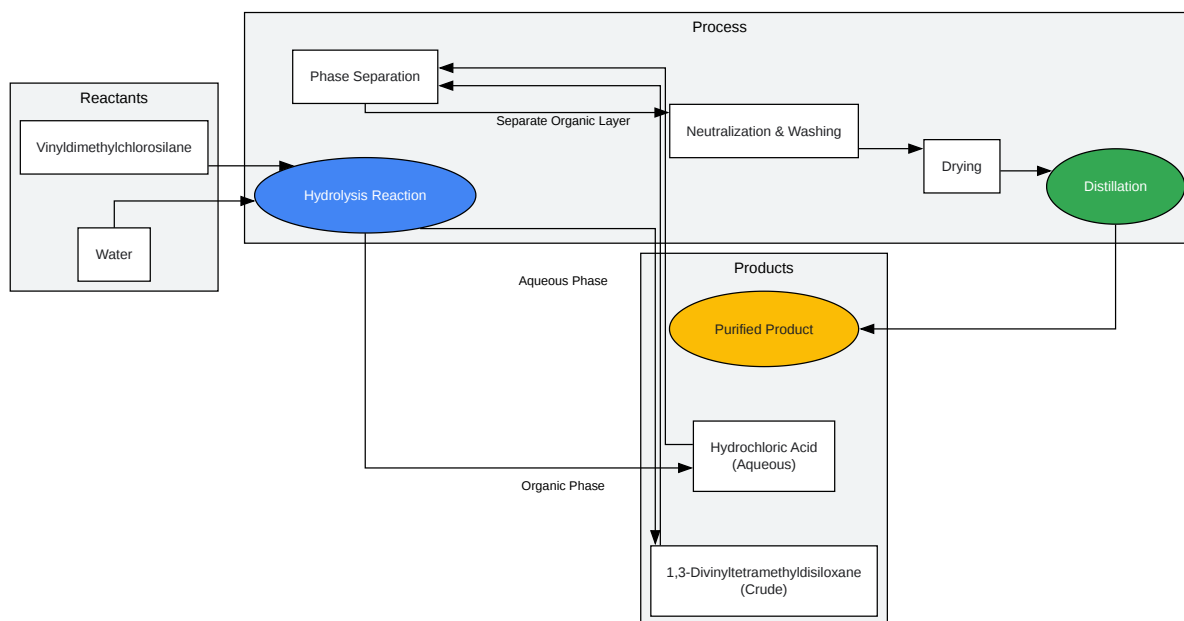 Process
Phase Separation
Reactants
Vinyldimethylchlorosilane
Separate Organic Layer
Neutralization & Washing
Drying
Hydrolysis Reaction
Distillation
Water
Products
Aqueous Phase
Purified Product
Hydrochloric Acid
(Aqueous)
Organic Phase
1,3-Divinyltetramethyldisiloxane
(Crude)